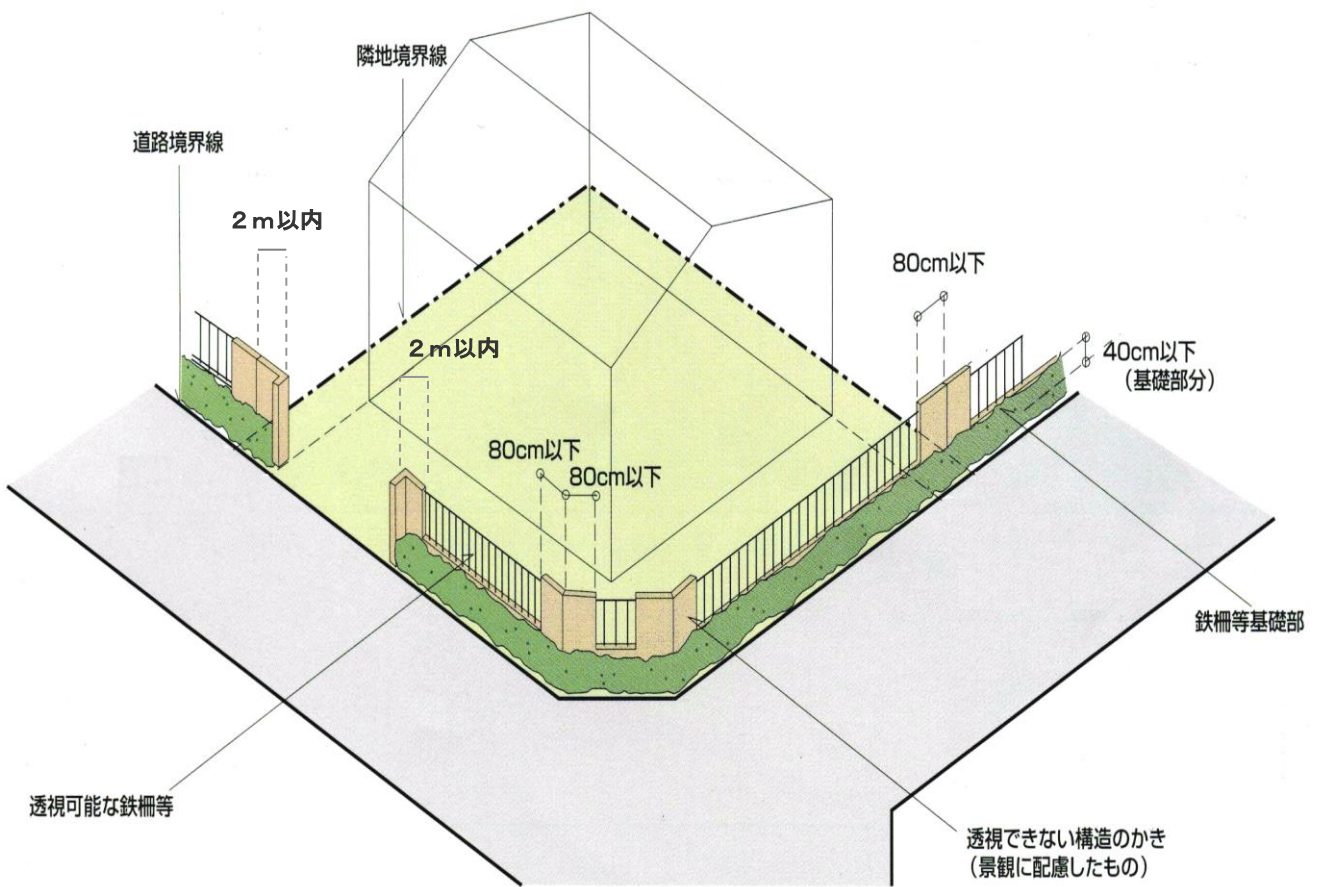 隣地境界線
道路境界線
２ｍ以内
80cm以下
２ｍ以内
40cm以下
（基礎部分）
80cm以下
80cm以下
鉄柵等基礎部
透視可能な鉄柵等
透視できない構造のかき
（景観に配慮したもの）